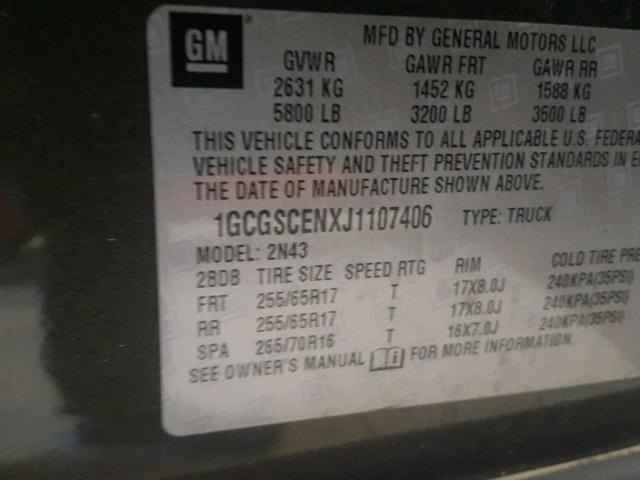 GM
MFD BY GENERAL MOTORS LLC
GVWR GAWR FRT GAWR RR
2631 KG 1452 KG 1588 KG
5800 LB 3200 LB 3500 LB
THIS VEHICLE CONFORMS TO ALL APPLICABLE U.S. FEDERA
VEHICLE SAFETY AND THEFT PREVENTION STANDARDS IN E
THE DATE OF MANUFACTURE SHOWN ABOVE.
1GCGSCENXJ1107406 TYPE: TRUCK
MODEL: 2N43
2BDB TIRE SIZE SPEED RTG RIM COLD TIRE PRE
FRT 255/65R17 T 17X8.0J 240KPA(35PSI)
RR 255/65R17 T 17X8.0J 240KPA(35PSI)
SPA 265/70R16 T 16X7.0J 240KPA(35PSI)
SEE OWNER'S MANUAL i FOR MORE INFORMATION.